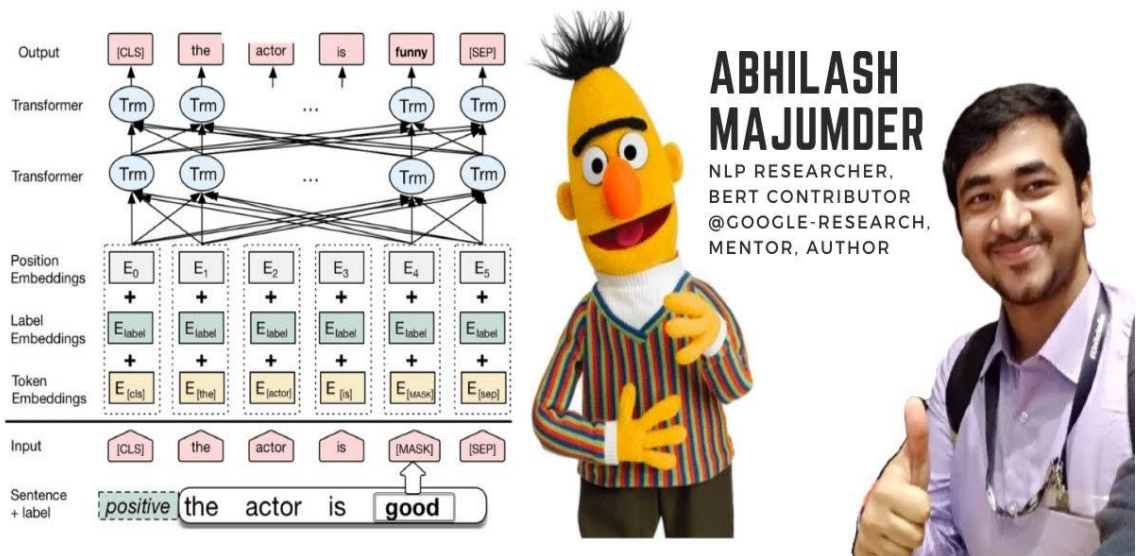 Output [CLS] the actor is funny [SEP]
Transformer Trm Trm ... Trm Trm
Transformer Trm Trm ... Trm Trm
Position
Embeddings
E0 E1 E2 E3 E4 E5
+ + + + + +
Label
Embeddings
Elabel Elabel Elabel Elabel Elabel Elabel
+ + + + + +
Token
Embeddings
E[cls] E[the] E[actor] E[is] E[MASK] E[sep]
Input [CLS] the actor is [MASK] [SEP]
Sentence
+ label
positive the actor is good
ABHILASH
MAJUMDER
NLP RESEARCHER,
BERT CONTRIBUTOR
@GOOGLE-RESEARCH,
MENTOR, AUTHOR